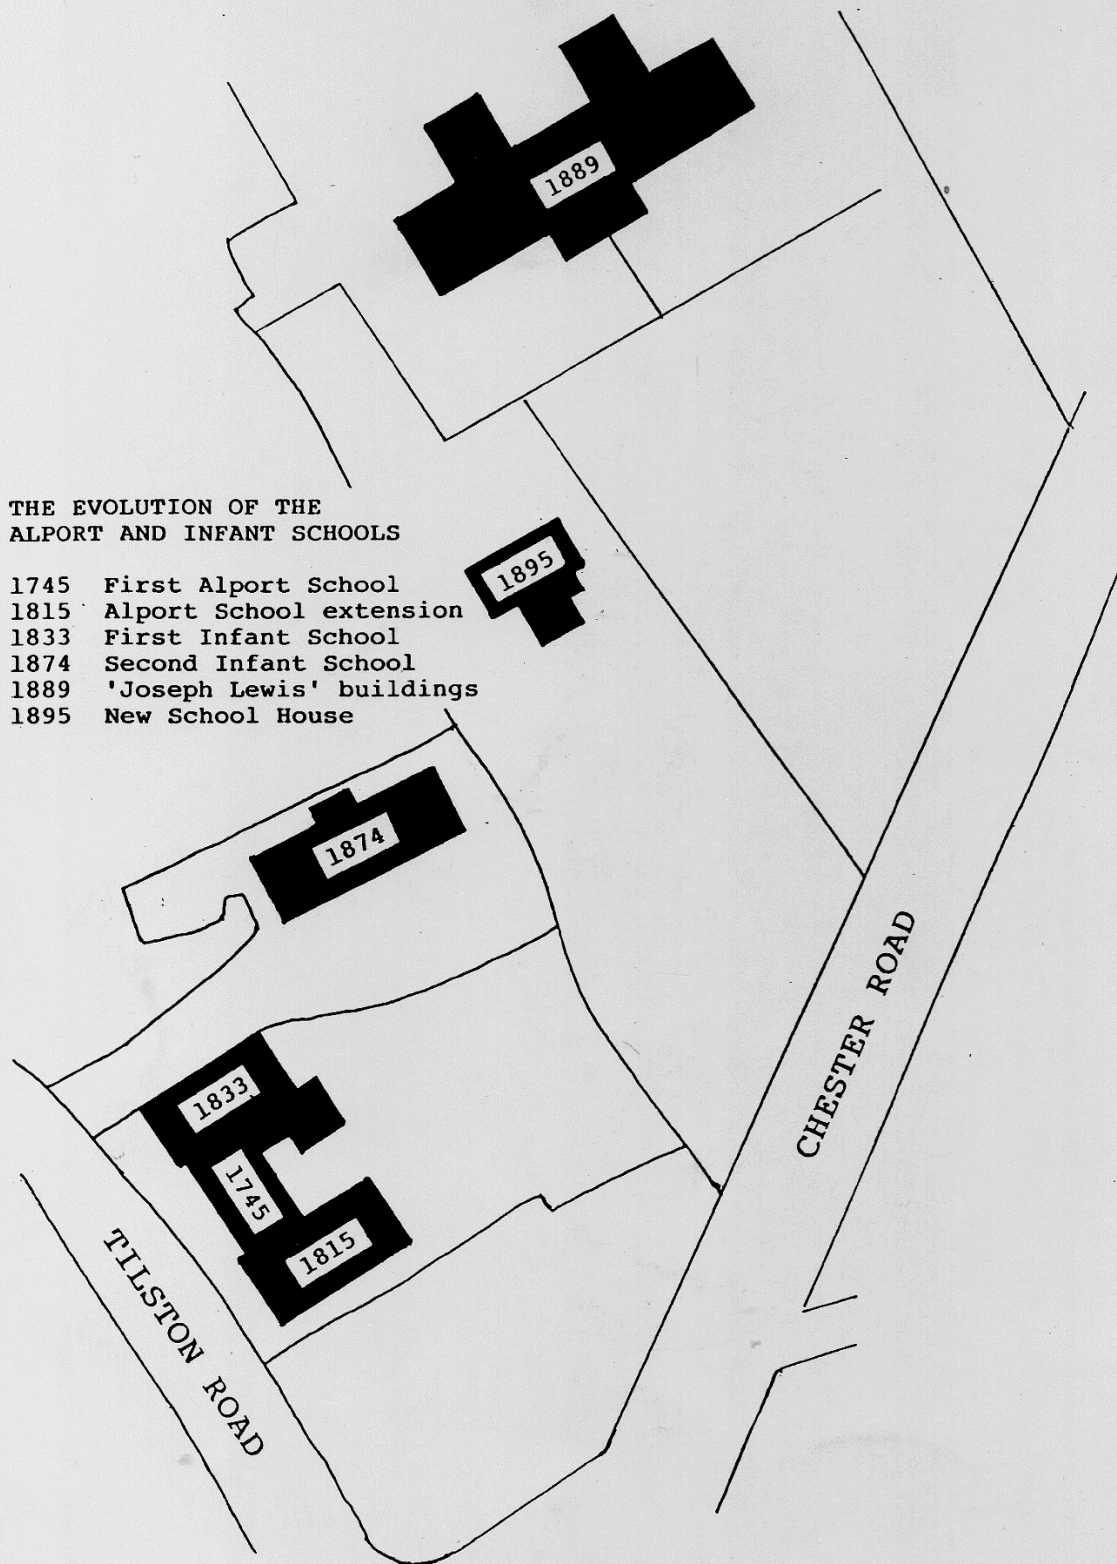 1889
THE EVOLUTION OF THE
ALPORT AND INFANT SCHOOLS
1745 First Alport School
1815 Alport School extension
1833 First Infant School
1874 Second Infant School
1889 'Joseph Lewis' buildings
1895 New School House
1895
1874
CHESTER ROAD
1833
1745
1815
TILSTON ROAD